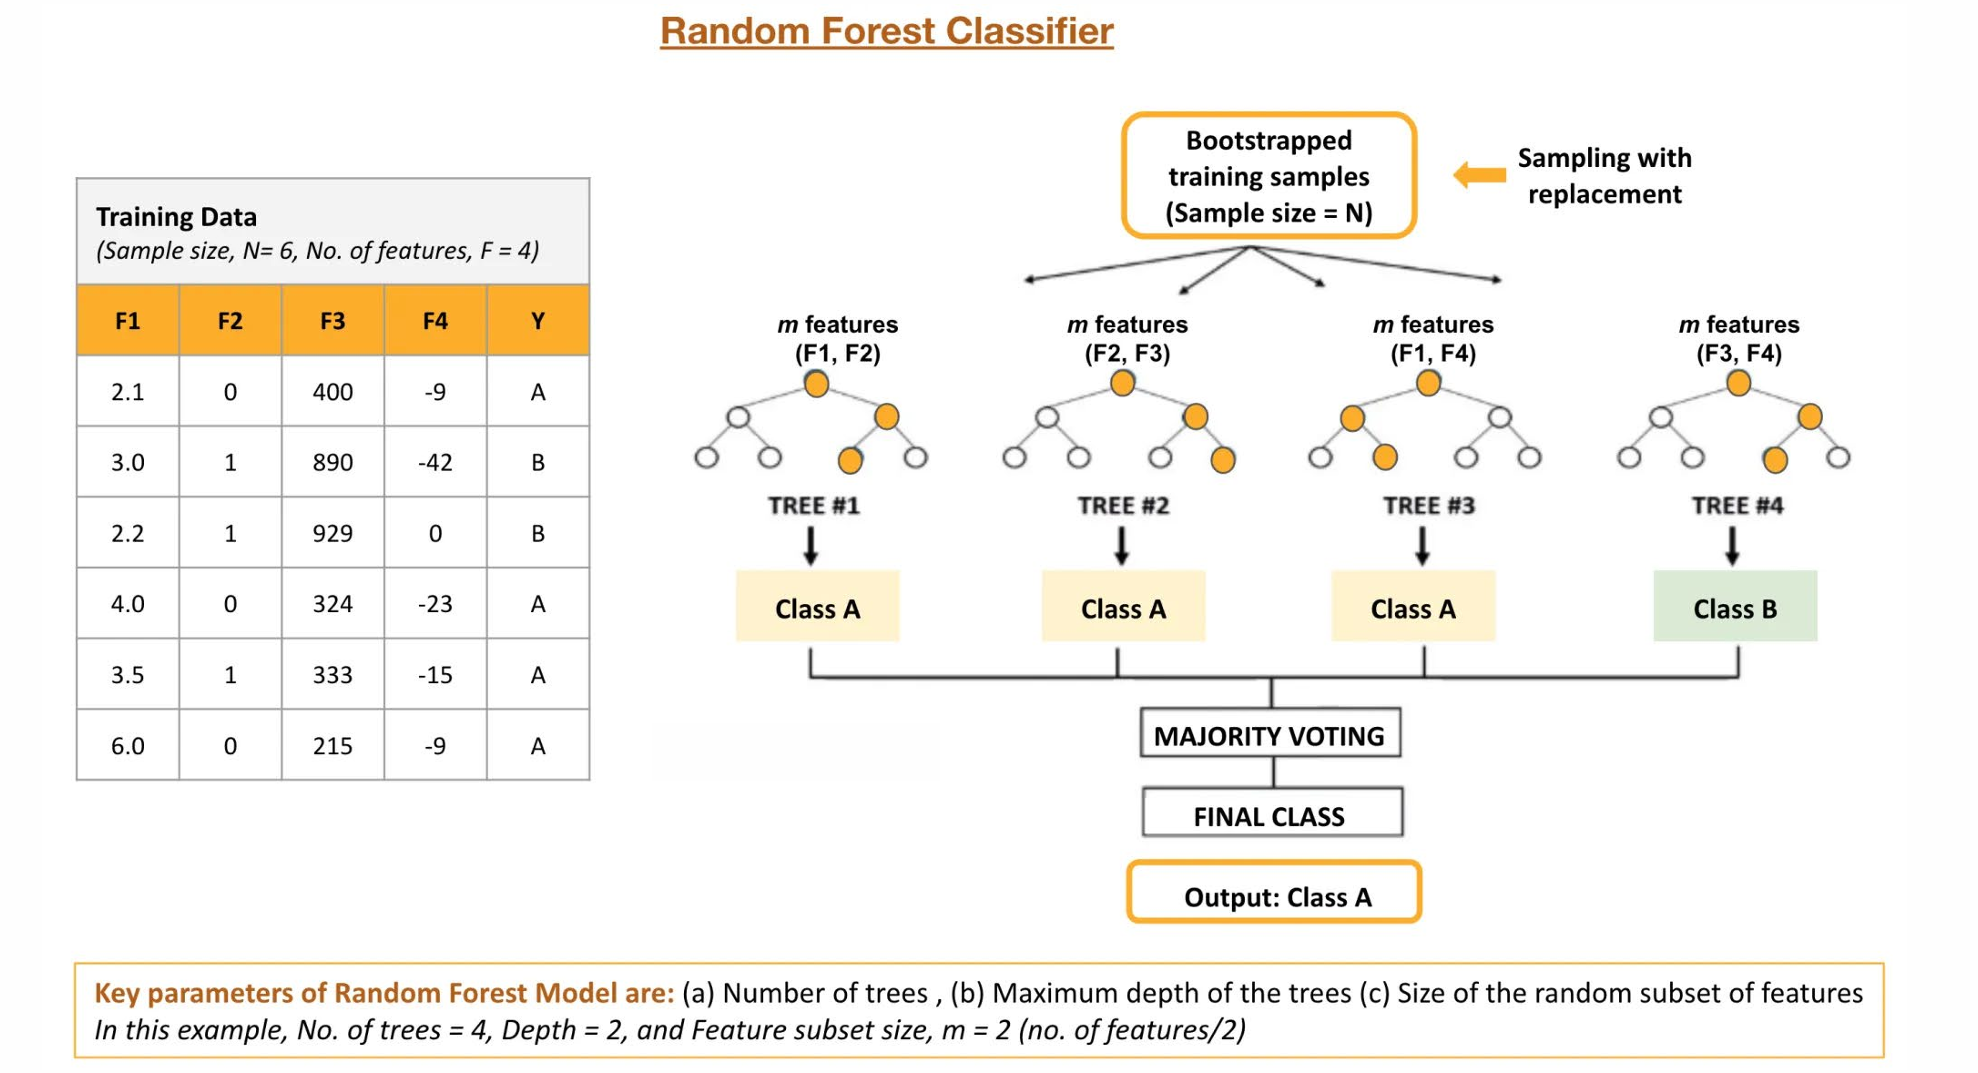 Random Forest Classifier
Training Data
(Sample size, N= 6, No. of features, F = 4)
F1 F2 F3 F4 Y
2.1 0 400 -9 A
3.0 1 890 -42 B
2.2 1 929 0 B
4.0 0 324 -23 A
3.5 1 333 -15 A
6.0 0 215 -9 A
Bootstrapped
training samples
(Sample size = N)
Sampling with
replacement
m features
(F1, F2)
m features
(F2, F3)
m features
(F1, F4)
m features
(F3, F4)
TREE #1
TREE #2
TREE #3
TREE #4
Class A
Class A
Class A
Class B
MAJORITY VOTING
FINAL CLASS
Output: Class A
Key parameters of Random Forest Model are: (a) Number of trees , (b) Maximum depth of the trees (c) Size of the random subset of features
In this example, No. of trees = 4, Depth = 2, and Feature subset size, m = 2 (no. of features/2)